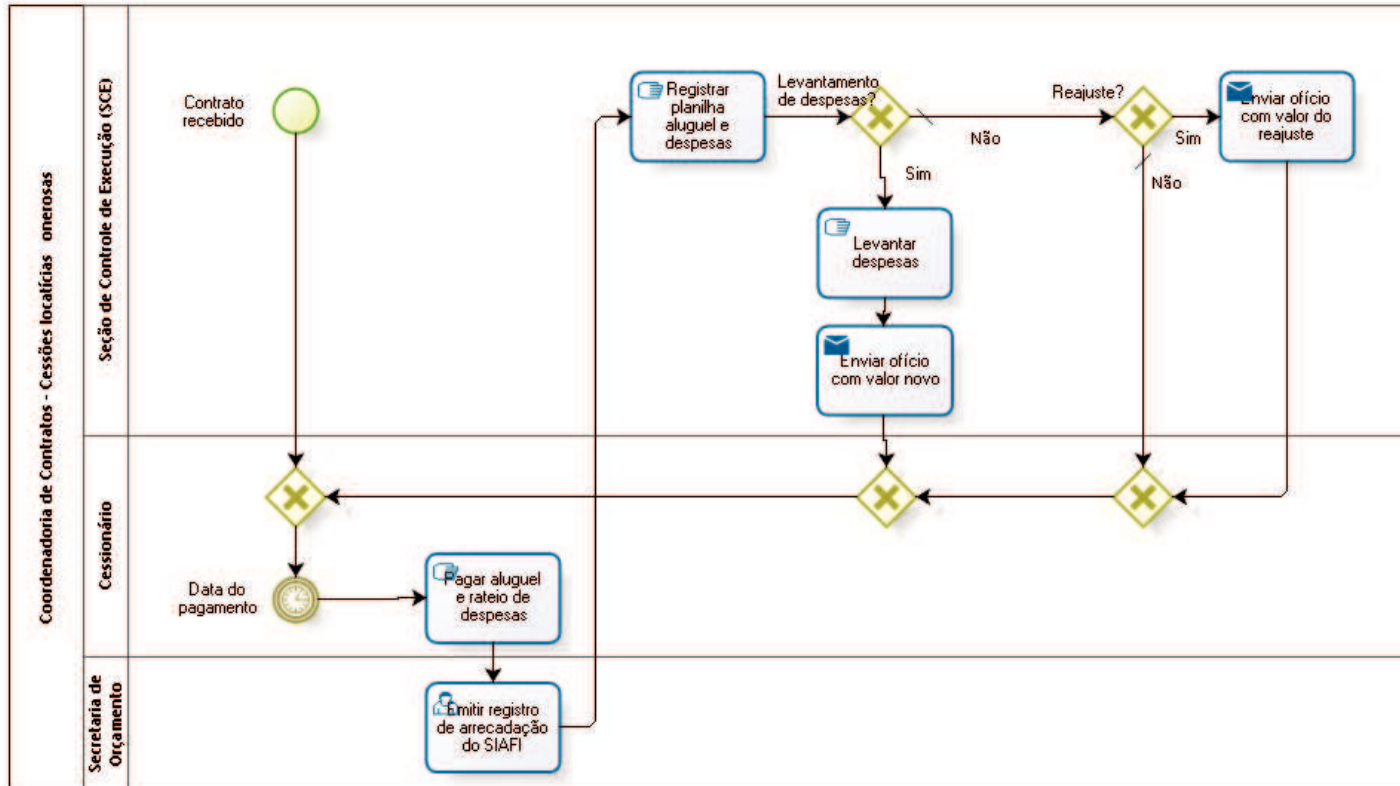 Coordenadoria de Contratos - Cessões locatícias onerosas
Seção de Controle de Execução (SCE)
Contrato
recebido
Registrar
planilha
aluguel e
despesas
Levantamento
de despesas?
Não
Sim
Reajuste?
Sim
Não
Enviar ofício
com valor do
reajuste
Levantar
despesas
Enviar ofício
com valor novo
Cessionário
Data do
pagamento
Pagar aluguel
e rateio de
despesas
Secretaria de
Orçamento
Emitir registro
de arrecadação
do SIAFI